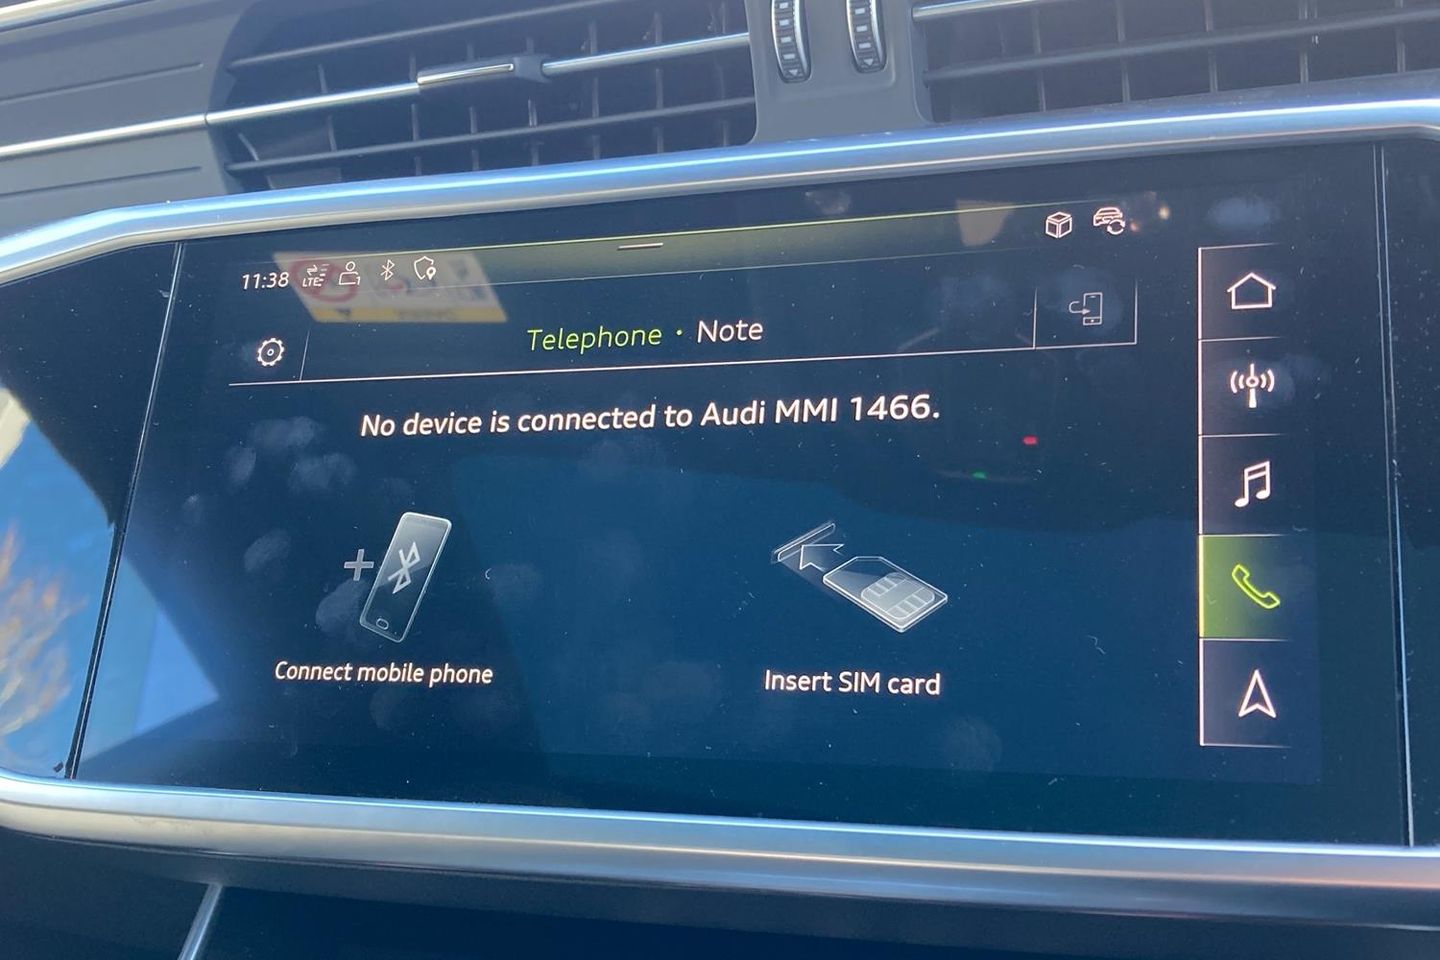 11:38 LTE 1
Telephone · Note
No device is connected to Audi MMI 1466.
Connect mobile phone
Insert SIM card